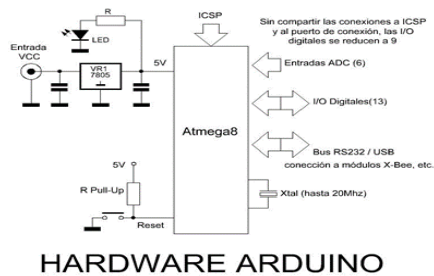 ICSP
Sin compartir las conexiones a ICSP
y al puerto de conexión, las I/O
digitales se reducen a 9
R
LED
Entrada
VCC
VR1
7805
5V
Entradas ADC (6)
I/O Digitales(13)
Atmega8
Bus RS232 / USB
conección a módulos X-Bee, etc.
5V
R Pull-Up
Xtal (hasta 20Mhz)
Reset
HARDWARE ARDUINO